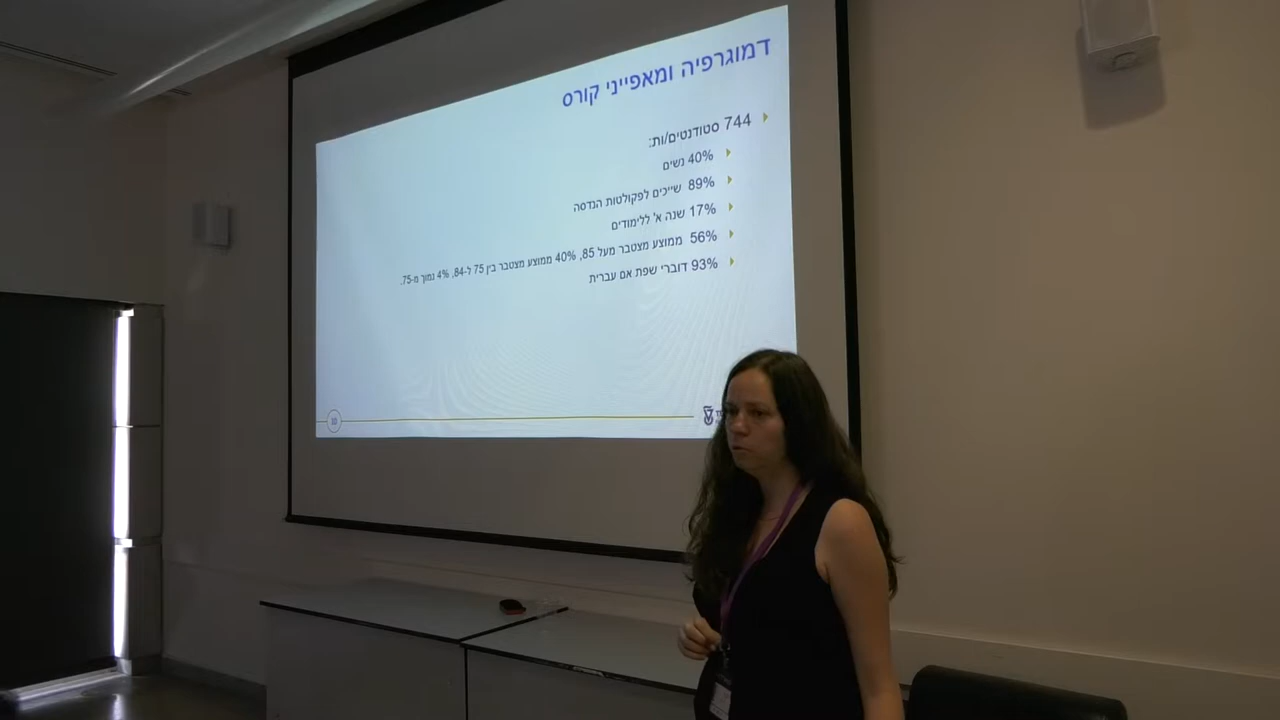 דמוגרפיה ומאפייני קורס
744 סטודנטים/ות:
40% נשים
89% שייכים לפקולטות הנדסה
17% שנה א' ללימודים
56% ממוצע מצטבר מעל 85, 40% ממוצע מצטבר בין 75 ל-84, 4% נמוך מ-75.
93% דוברי שפת אם עברית
10